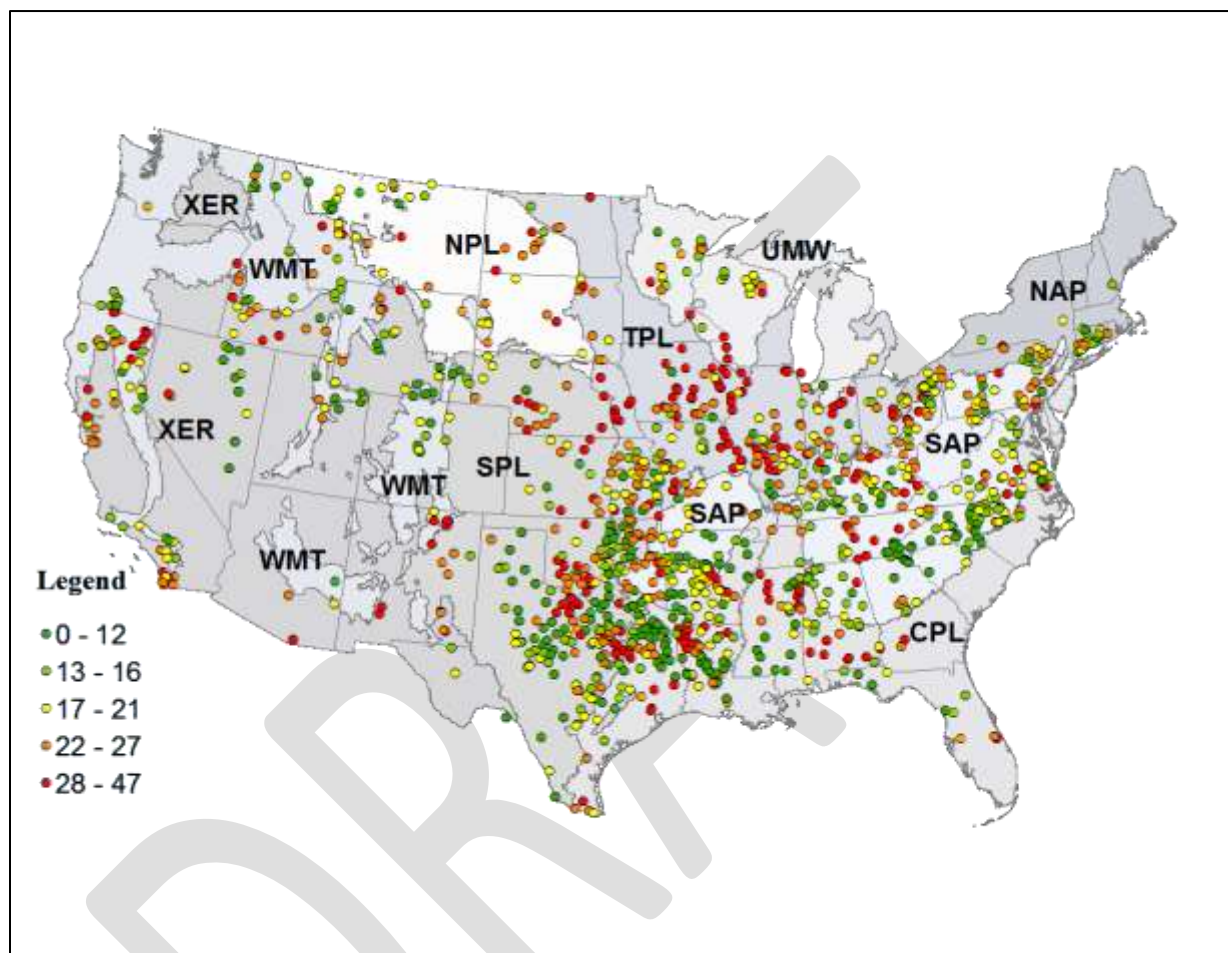 XER
NPL
UMW
WMT
NAP
TPL
XER
SAP
SPL
WMT
SAP
WMT
CPL
Legend
0 - 12
13 - 16
17 - 21
22 - 27
28 - 47
DRAFT